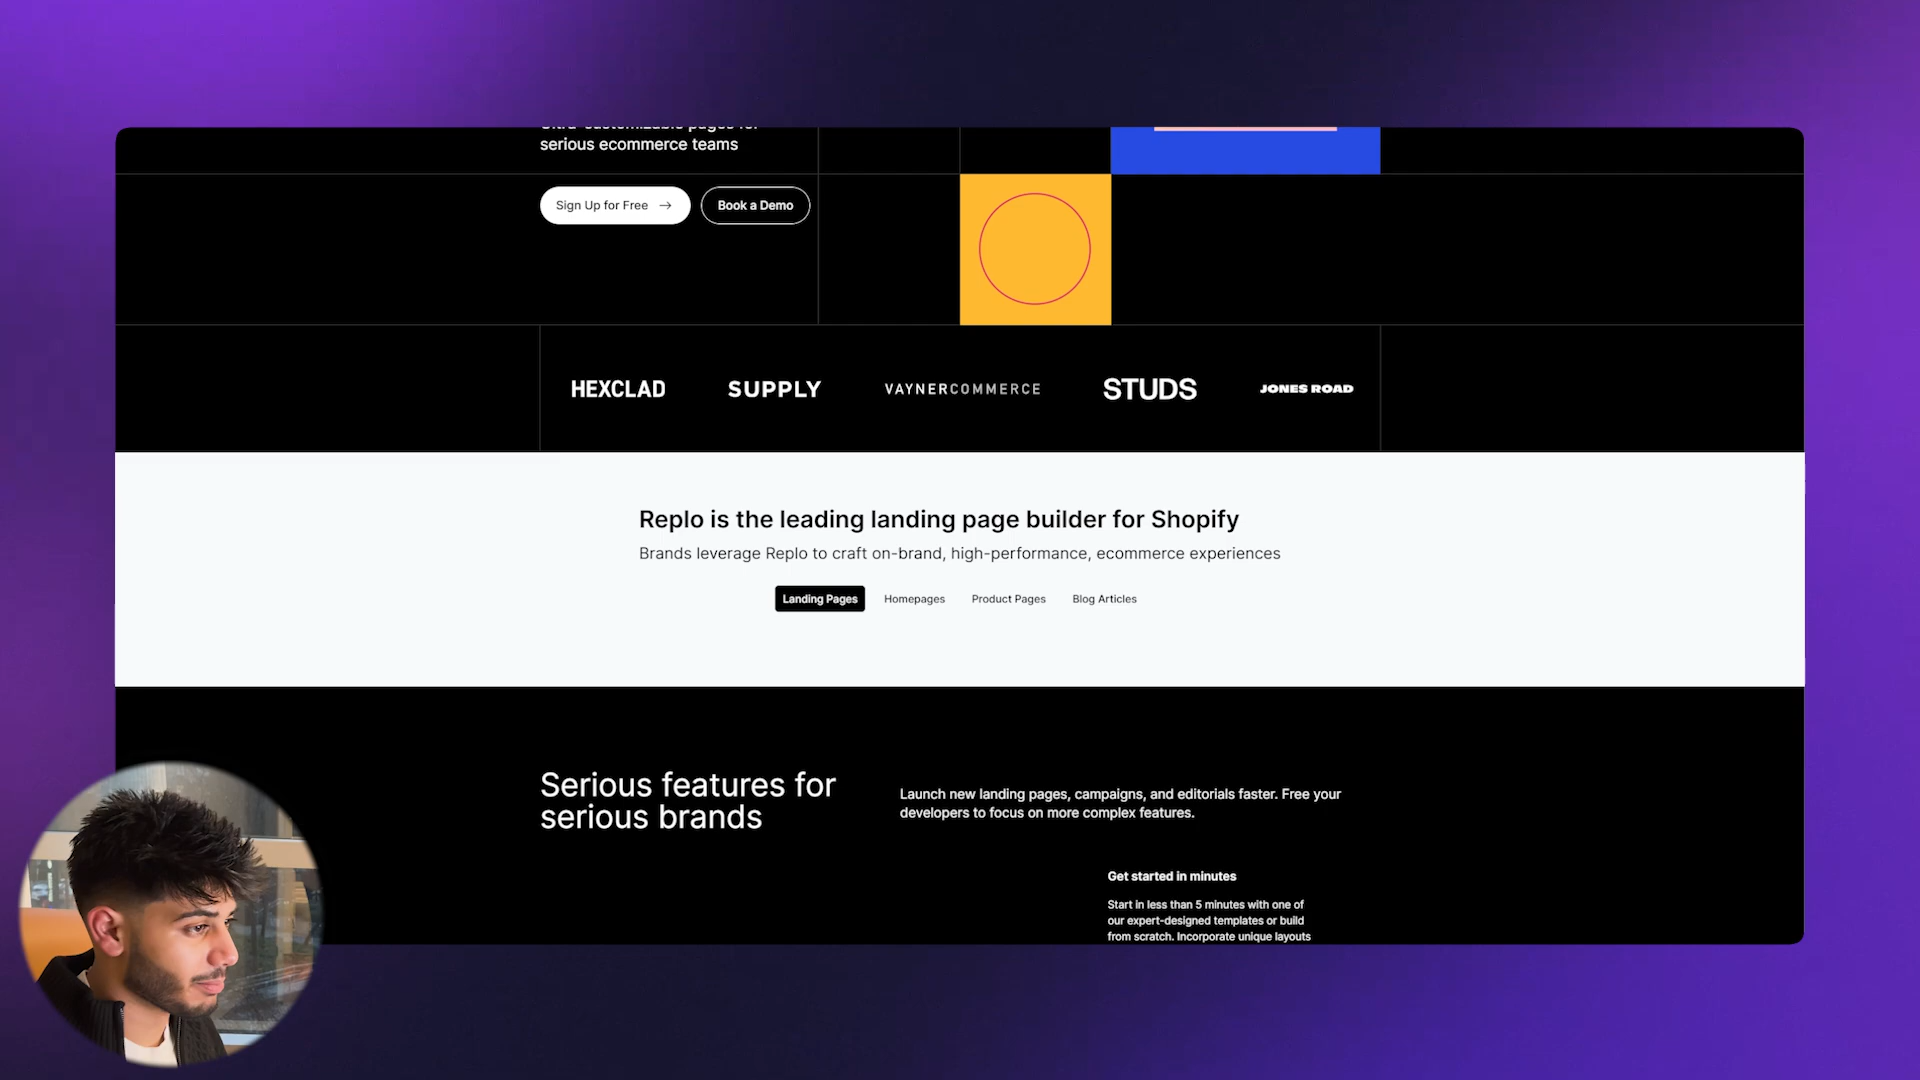 Ultra-customizable pages for
serious ecommerce teams
Sign Up for Free →
Book a Demo
HEXCLAD
SUPPLY
VAYNERCOMMERCE
STUDS
JONES ROAD
Replo is the leading landing page builder for Shopify
Brands leverage Replo to craft on-brand, high-performance, ecommerce experiences
Landing Pages
Homepages
Product Pages
Blog Articles
Serious features for
serious brands
Launch new landing pages, campaigns, and editorials faster. Free your
developers to focus on more complex features.
Get started in minutes
Start in less than 5 minutes with one of
our expert-designed templates or build
from scratch. Incorporate unique layouts